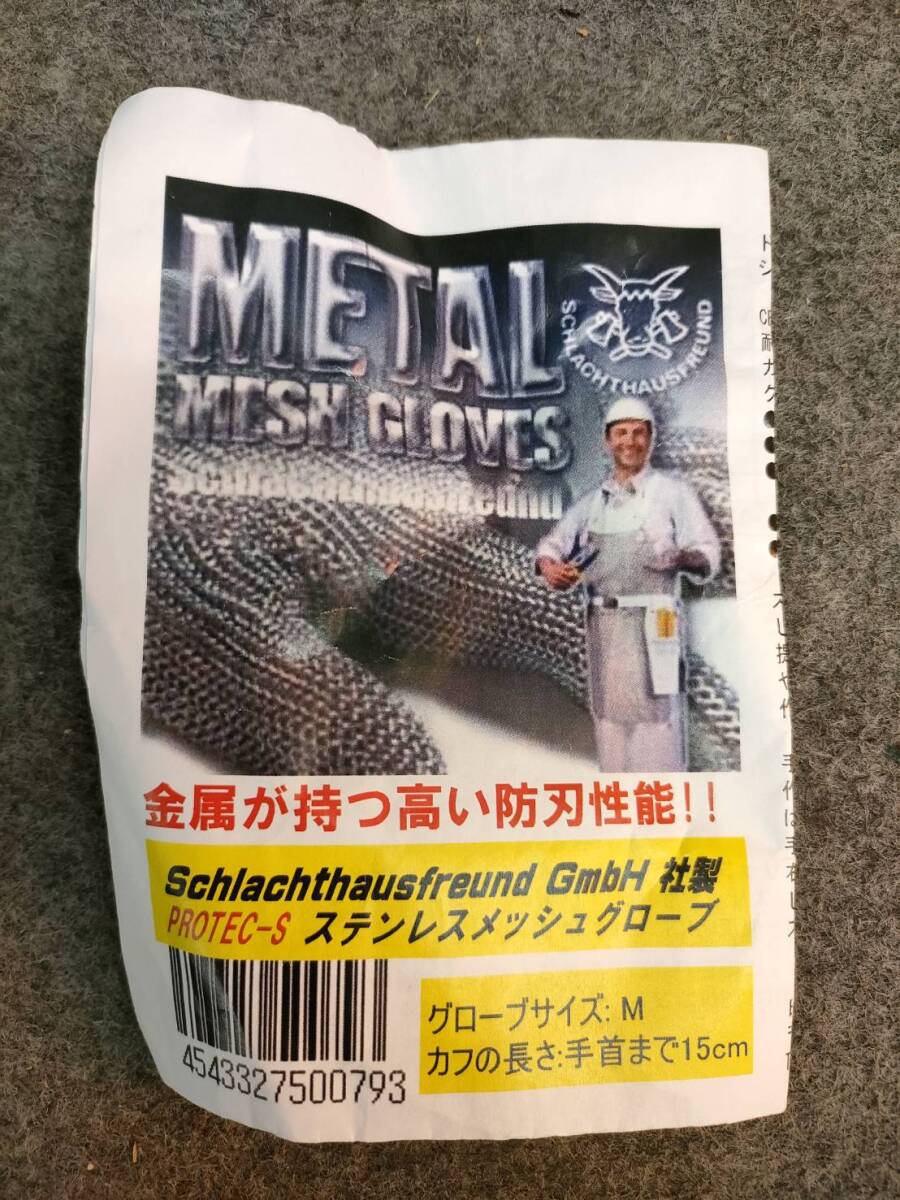 METAL
MESH GLOVES
SCHLACHTHAUSFREUND
金属が持つ高い防刃性能!!
Schlachthausfreund GmbH 社製
PROTEC-S ステンレスメッシュグローブ
グローブサイズ: M
カフの長さ:手首まで15cm
4543327500793